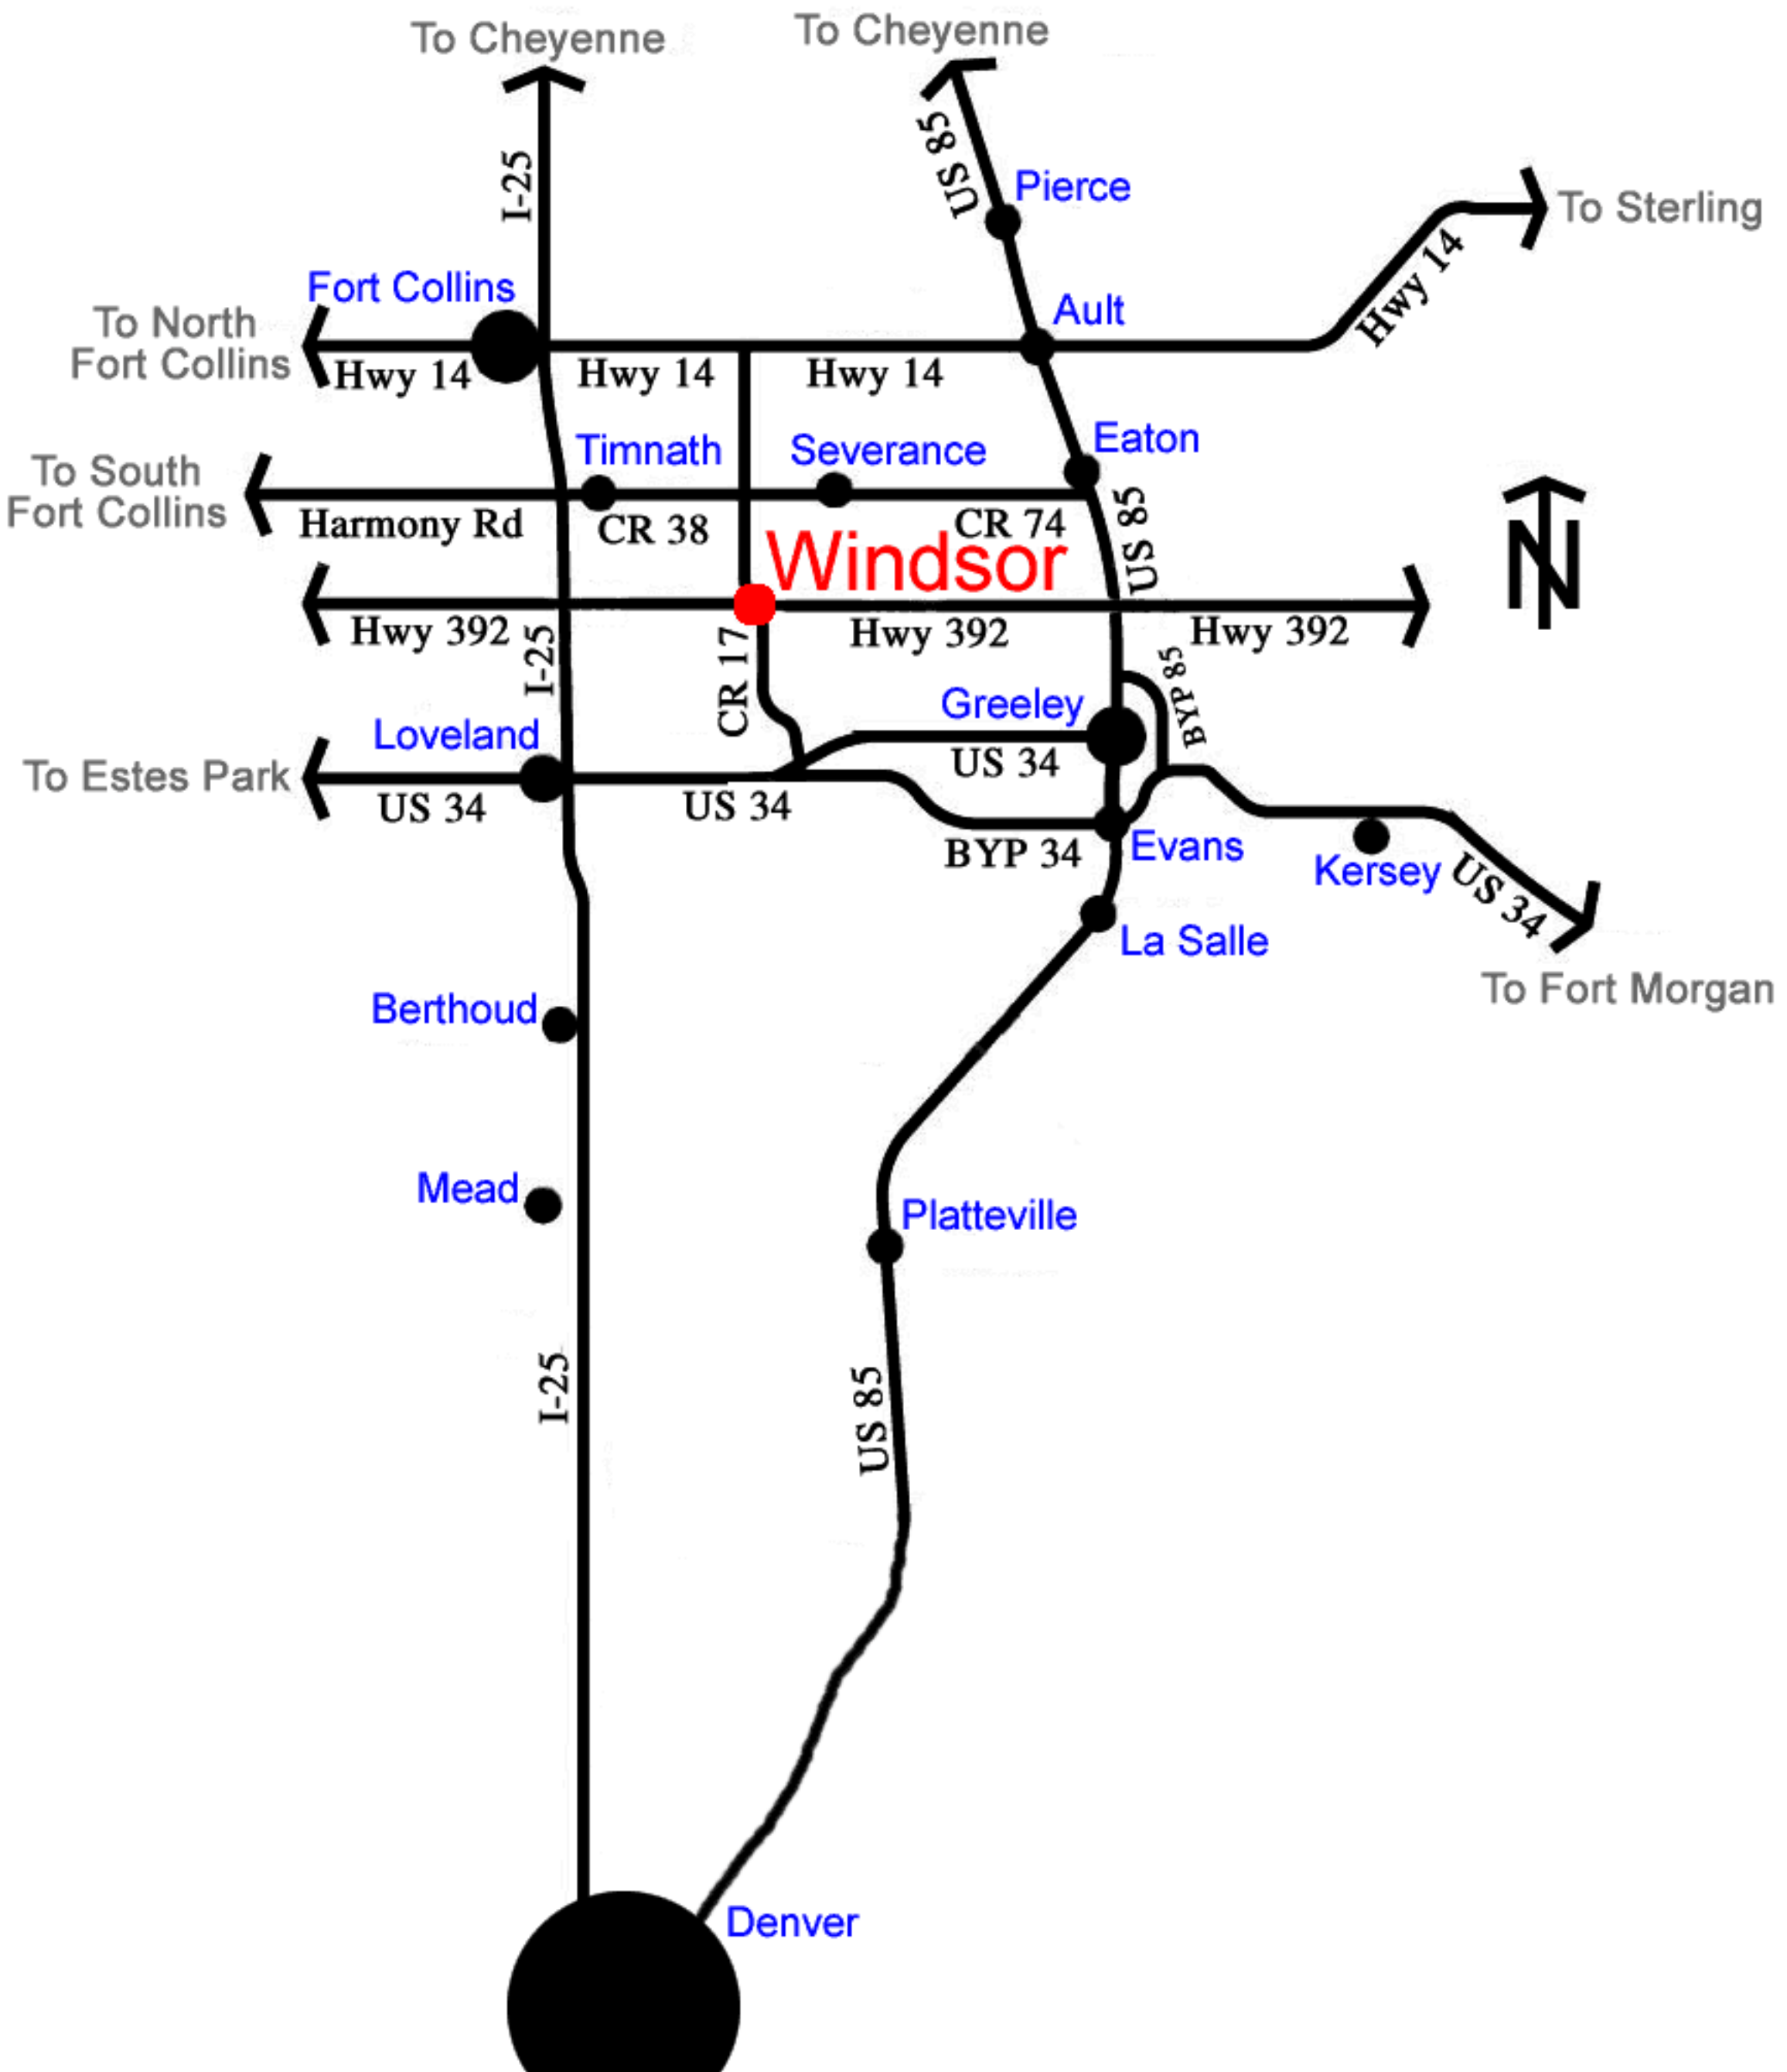 To Cheyenne
To Cheyenne
US 85
I-25
Pierce
To Sterling
Hwy 14
Fort Collins
Ault
To North
Fort Collins
Hwy 14
Hwy 14
Hwy 14
Eaton
Timnath
Severance
To South
Fort Collins
Harmony Rd
CR 38
CR 74
US 85
N
Windsor
Hwy 392
I-25
CR 17
Hwy 392
Hwy 392
BYP 85
Greeley
Loveland
US 34
To Estes Park
US 34
US 34
BYP 34
Evans
Kersey
US 34
La Salle
To Fort Morgan
Berthoud
Mead
Platteville
I-25
US 85
Denver